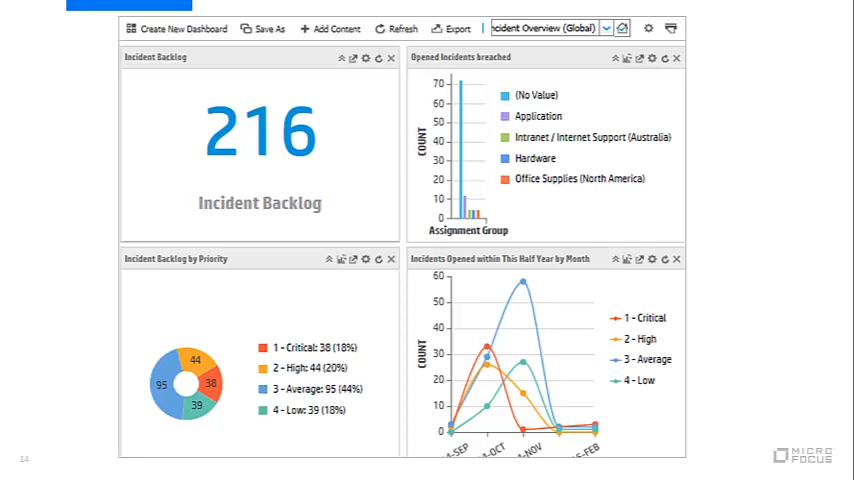 Create New Dashboard Save As Add Content Refresh Export ncident Overview (Global)
Incident Backlog
216
Incident Backlog
Opened Incidents breached
70
60
50
40
30
20
10
0
COUNT
Assignment Group
(No Value)
Application
Intranet / Internet Support (Australia)
Hardware
Office Supplies (North America)
Incident Backlog by Priority
44
38
95
39
1 - Critical: 38 (18%)
2 - High: 44 (20%)
3 - Average: 95 (44%)
4 - Low: 39 (18%)
Incidents Opened within This Half Year by Month
60
50
40
30
20
10
0
COUNT
-SEP
-OCT
-NOV
-FEB
1 - Critical
2 - High
3 - Average
4 - Low
14
MICRO
FOCUS